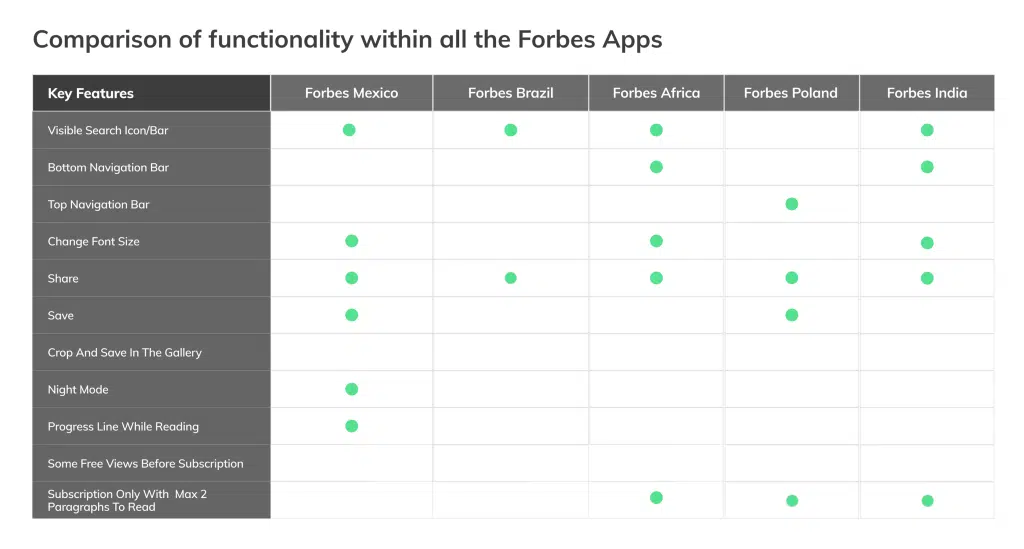 Comparison of functionality within all the Forbes Apps
Key Features Forbes Mexico Forbes Brazil Forbes Africa Forbes Poland Forbes India
Visible Search Icon/Bar
Bottom Navigation Bar
Top Navigation Bar
Change Font Size
Share
Save
Crop And Save In The Gallery
Night Mode
Progress Line While Reading
Some Free Views Before Subscription
Subscription Only With Max 2
Paragraphs To Read